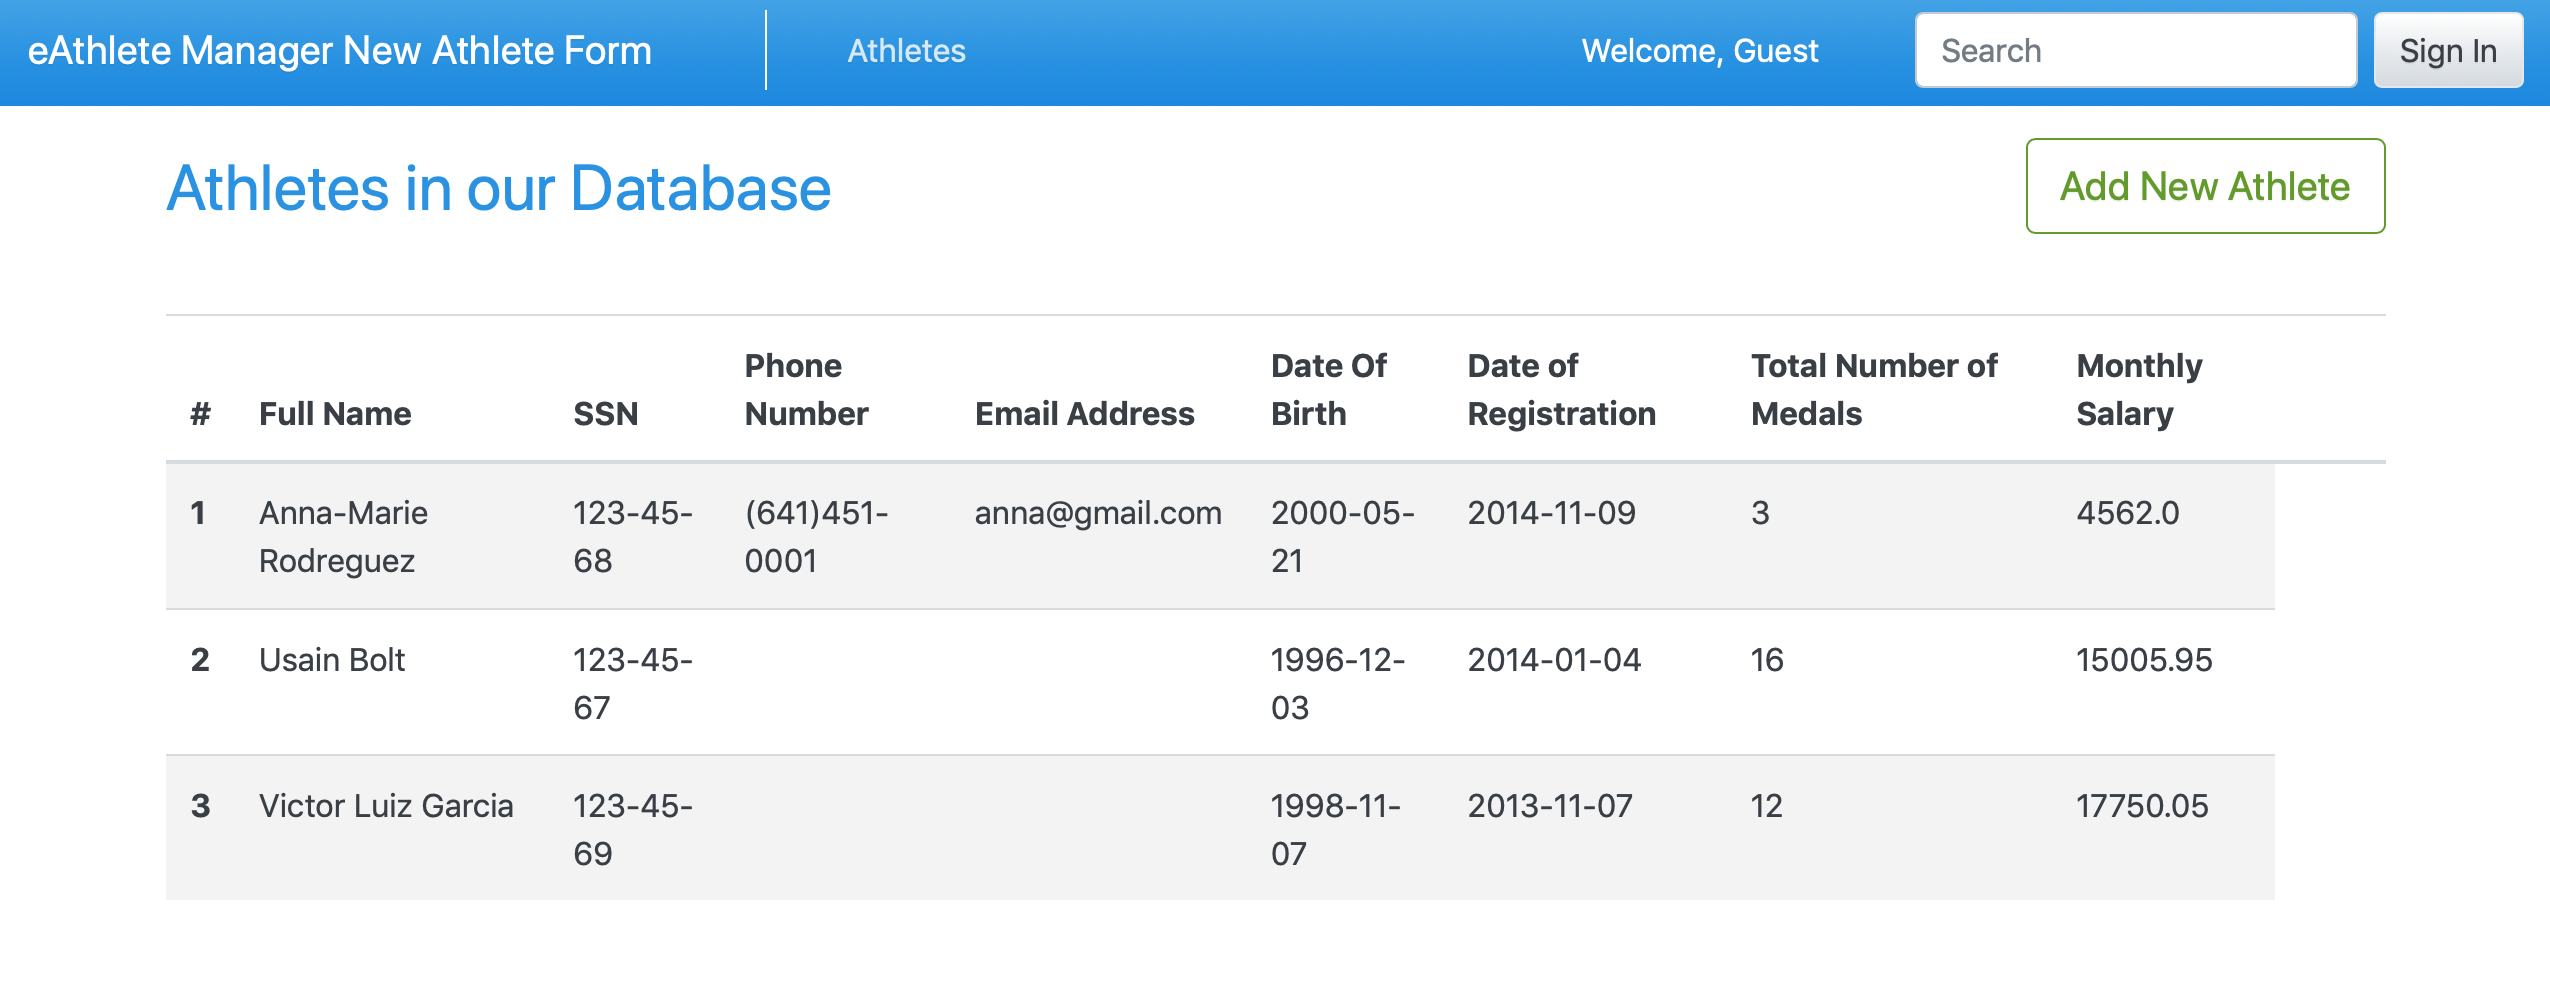 eAthlete Manager New Athlete Form Athletes Welcome, Guest Search Sign In
Athletes in our Database Add New Athlete
Phone Date Of Date of Total Number of Monthly
# Full Name SSN Number Email Address Birth Registration Medals Salary
1 Anna-Marie 123-45- (641)451- anna@gmail.com 2000-05- 2014-11-09 3 4562.0
Rodreguez 68 0001 21
2 Usain Bolt 123-45- 1996-12- 2014-01-04 16 15005.95
67 03
3 Victor Luiz Garcia 123-45- 1998-11- 2013-11-07 12 17750.05
69 07